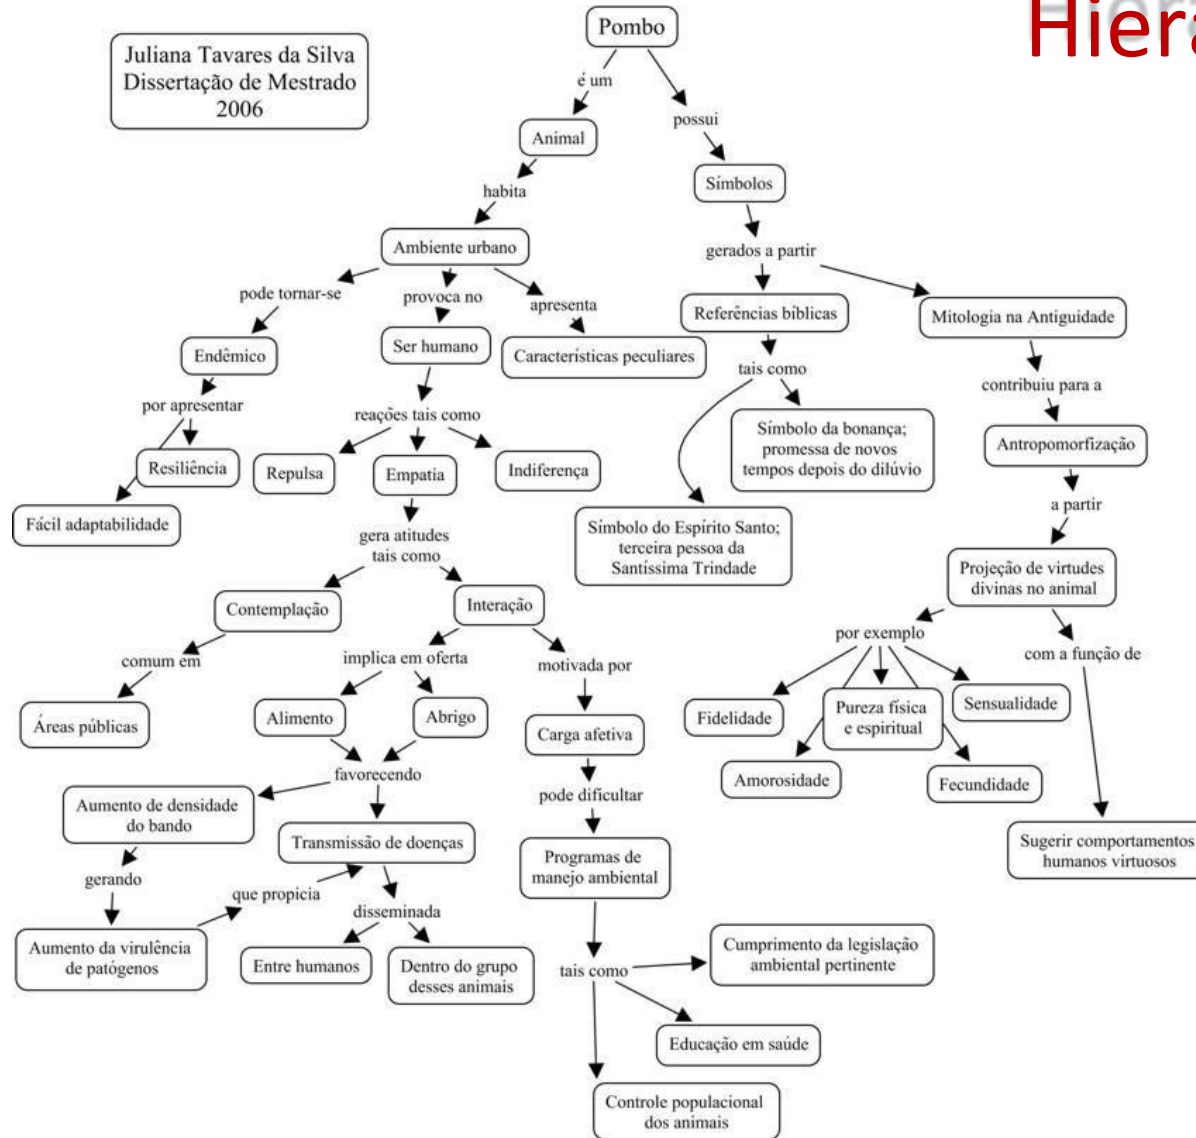 Hiera
Juliana Tavares da Silva
Dissertação de Mestrado
2006
Pombo
é um
possui
Animal
Símbolos
habita
gerados a partir
Ambiente urbano
pode tornar-se
provoca no
apresenta
Referências bíblicas
Mitologia na Antiguidade
Endêmico
Ser humano
Características peculiares
tais como
contribuiu para a
por apresentar
reações tais como
Símbolo da bonança;
promessa de novos
tempos depois do dilúvio
Antropomorfização
Resiliência
Repulsa
Empatia
Indiferença
a partir
Fácil adaptabilidade
gera atitudes
tais como
Símbolo do Espírito Santo;
terceira pessoa da
Santíssima Trindade
Projeção de virtudes
divinas no animal
Contemplação
Interação
por exemplo
com a função de
comum em
implica em oferta
motivada por
Áreas públicas
Alimento
Abrigo
Carga afetiva
Fidelidade
Pureza física
e espiritual
Sensualidade
Amorosidade
Fecundidade
favorecendo
pode dificultar
Aumento de densidade
do bando
Transmissão de doenças
Programas de
manejo ambiental
Sugerir comportamentos
humanos virtuosos
gerando
que propicia
disseminada
Aumento da virulência
de patógenos
Entre humanos
Dentro do grupo
desses animais
tais como
Cumprimento da legislação
ambiental pertinente
Educação em saúde
Controle populacional
dos animais